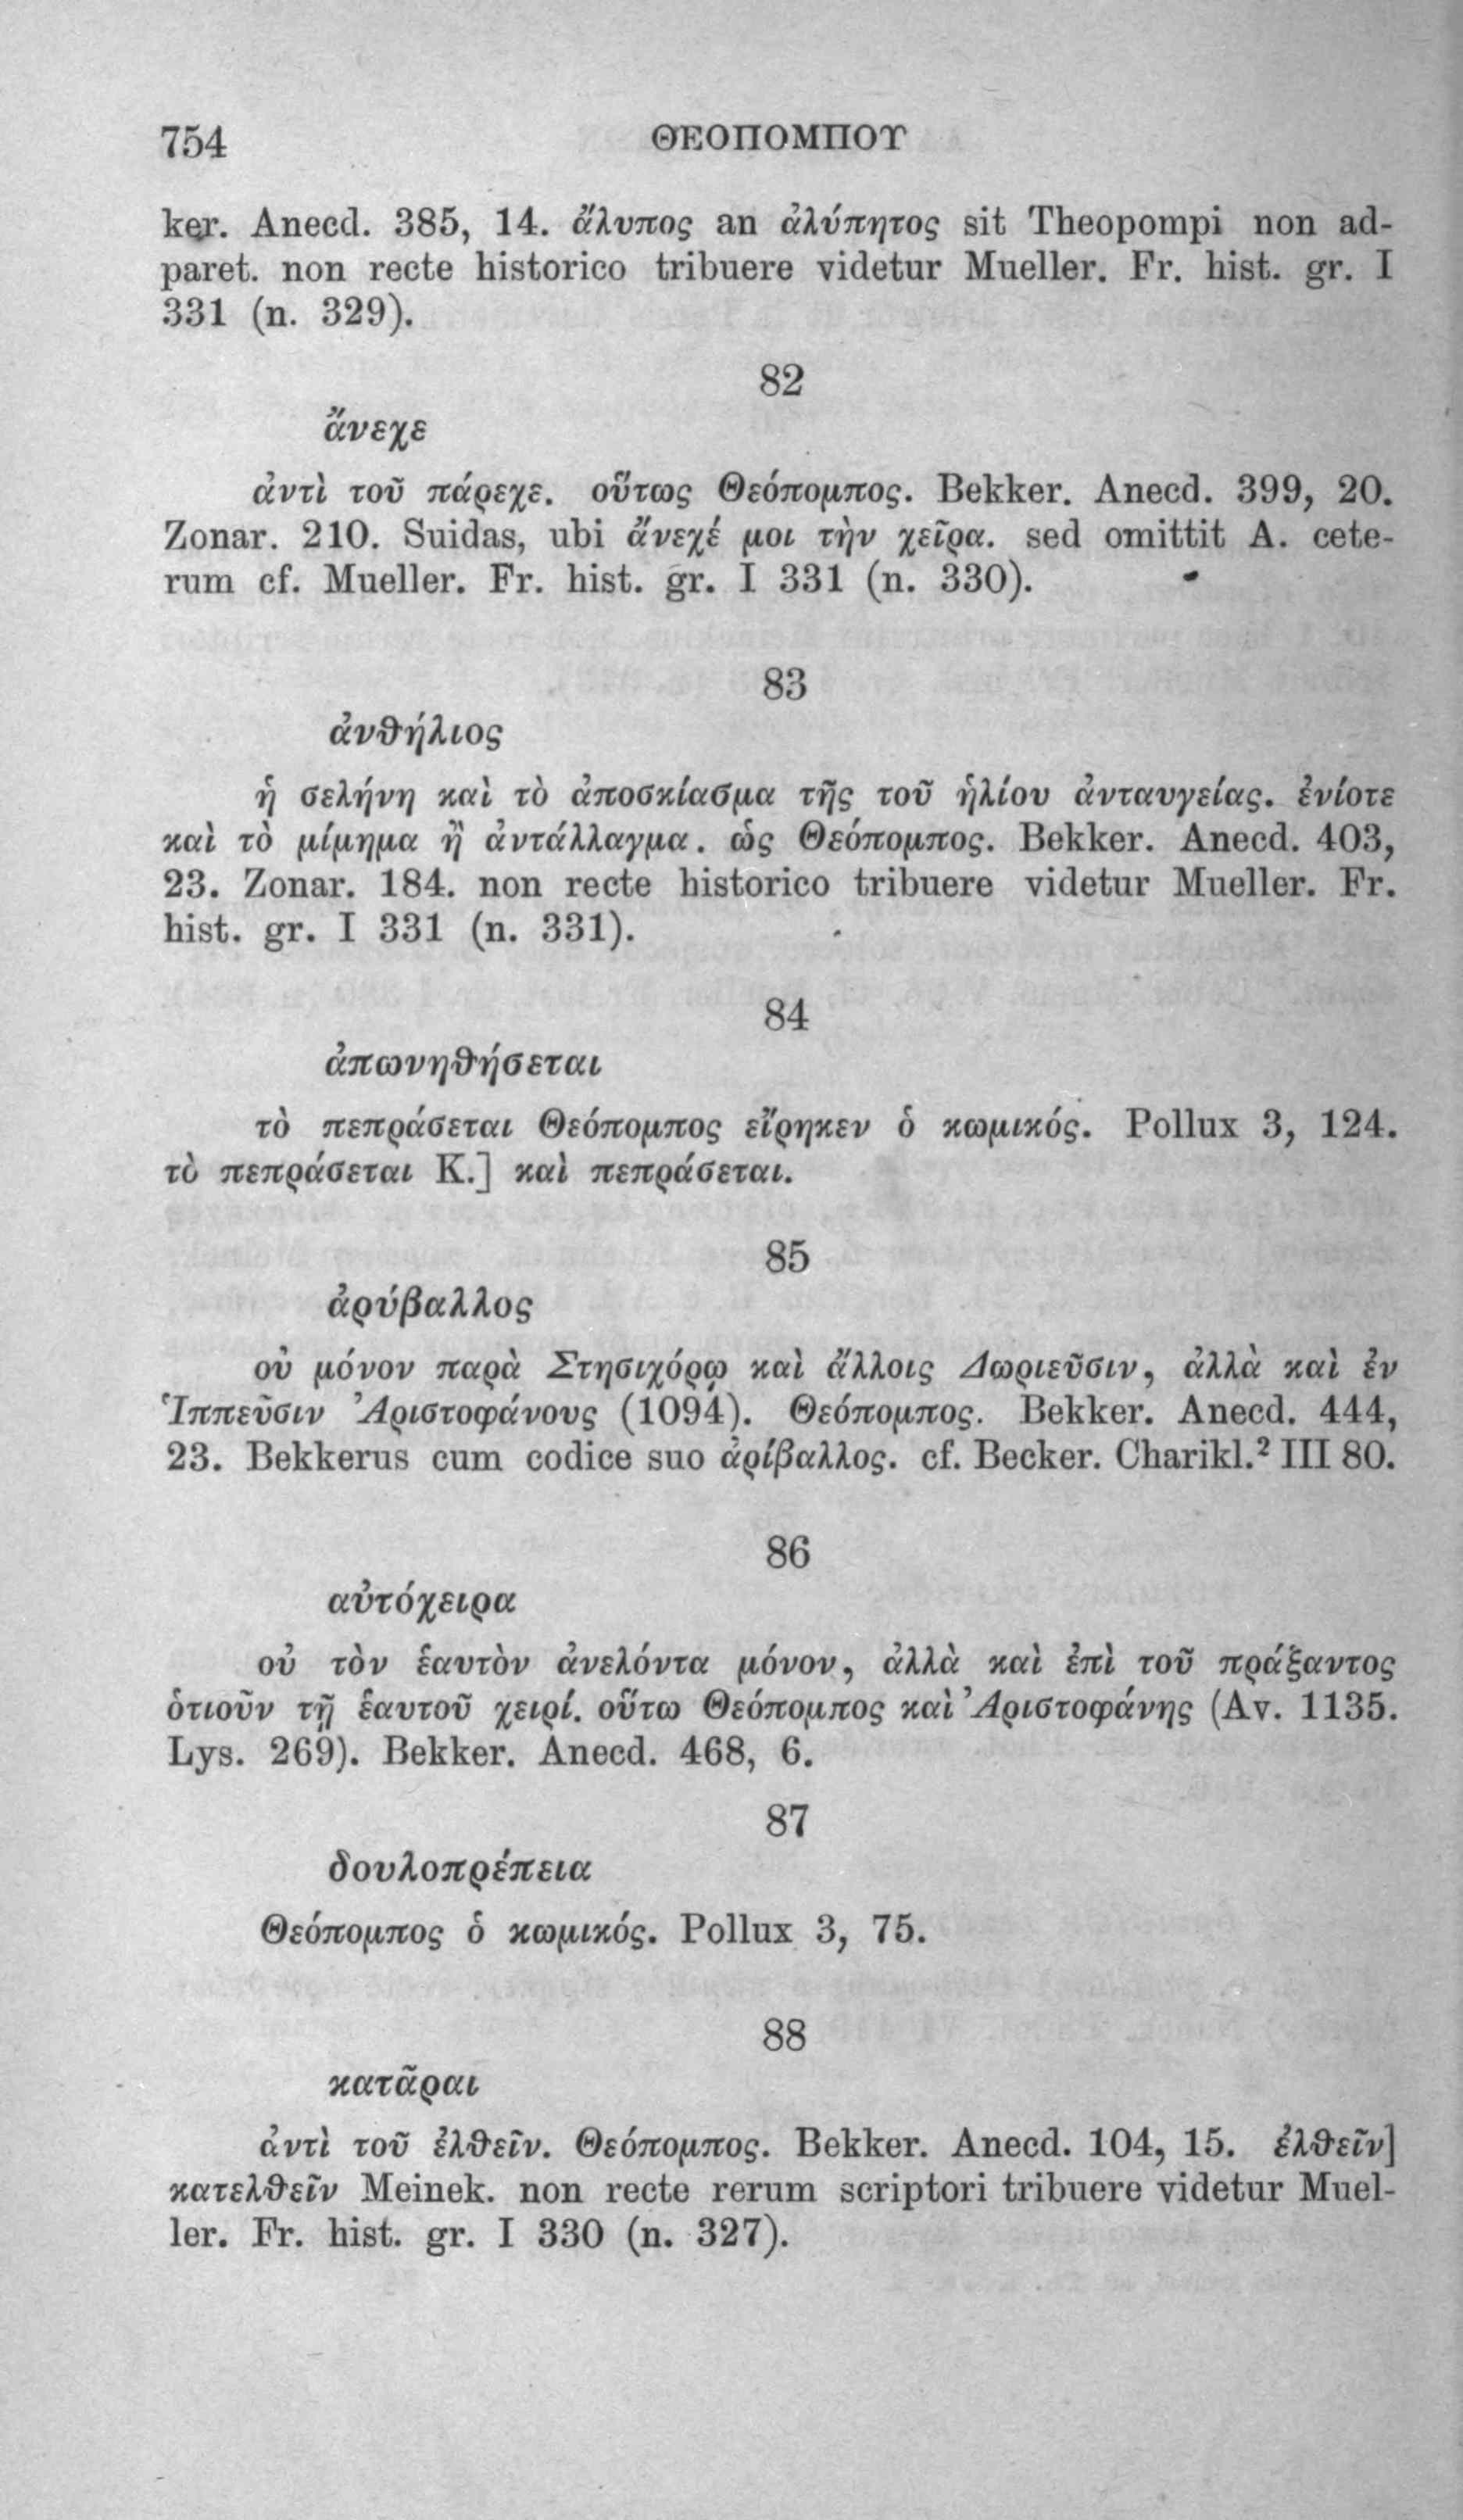 754
ΘΕΟΠΟΜΠΟΥ
ker. Anecd. 385, 14. ἄλυπος an ἀλύπητος sit Theopompi non ad-
paret. non recte historico tribuere videtur Mueller. Fr. hist. gr. I
331 (n. 329).
82
ἄνεχε
ἀντὶ τοῦ πάρεχε. οὕτως Θεόπομπος. Bekker. Anecd. 399, 20.
Zonar. 210. Suidas, ubi ἄνεχέ μοι τὴν χεῖρα. sed omittit A. cete-
rum cf. Mueller. Fr. hist. gr. I 331 (n. 330).
83
ἀνθήλιος
ἡ σελήνη καὶ τὸ ἀποσκίασμα τῆς τοῦ ἡλίου ἀνταυγείας. ἐνίοτε
καὶ τὸ μίμημα ἢ ἀντάλλαγμα. ὡς Θεόπομπος. Bekker. Anecd. 403,
23. Zonar. 184. non recte historico tribuere videtur Mueller. Fr.
hist. gr. I 331 (n. 331).
84
ἀπωνηθήσεται
τὸ πεπράσεται Θεόπομπος εἴρηκεν ὁ κωμικός. Pollux 3, 124.
τὸ πεπράσεται K.] καὶ πεπράσεται.
85
ἀρύβαλλος
οὐ μόνον παρὰ Στησιχόρῳ καὶ ἄλλοις Δωριεῦσιν, ἀλλὰ καὶ ἐν
Ἱππεῦσιν Ἀριστοφάνους (1094). Θεόπομπος. Bekker. Anecd. 444,
23. Bekkerus cum codice suo ἀρίβαλλος. cf. Becker. Charikl.² III 80.
86
αὐτόχειρα
οὐ τὸν ἑαυτὸν ἀνελόντα μόνον, ἀλλὰ καὶ ἐπὶ τοῦ πράξαντος
ὁτιοῦν τῇ ἑαυτοῦ χειρί. οὕτω Θεόπομπος καὶ Ἀριστοφάνης (Av. 1135.
Lys. 269). Bekker. Anecd. 468, 6.
87
δουλοπρέπεια
Θεόπομπος ὁ κωμικός. Pollux 3, 75.
88
κατᾶραι
ἀντὶ τοῦ ἐλθεῖν. Θεόπομπος. Bekker. Anecd. 104, 15. ἐλθεῖν]
κατελθεῖν Meinek. non recte rerum scriptori tribuere videtur Muel-
ler. Fr. hist. gr. I 330 (n. 327).